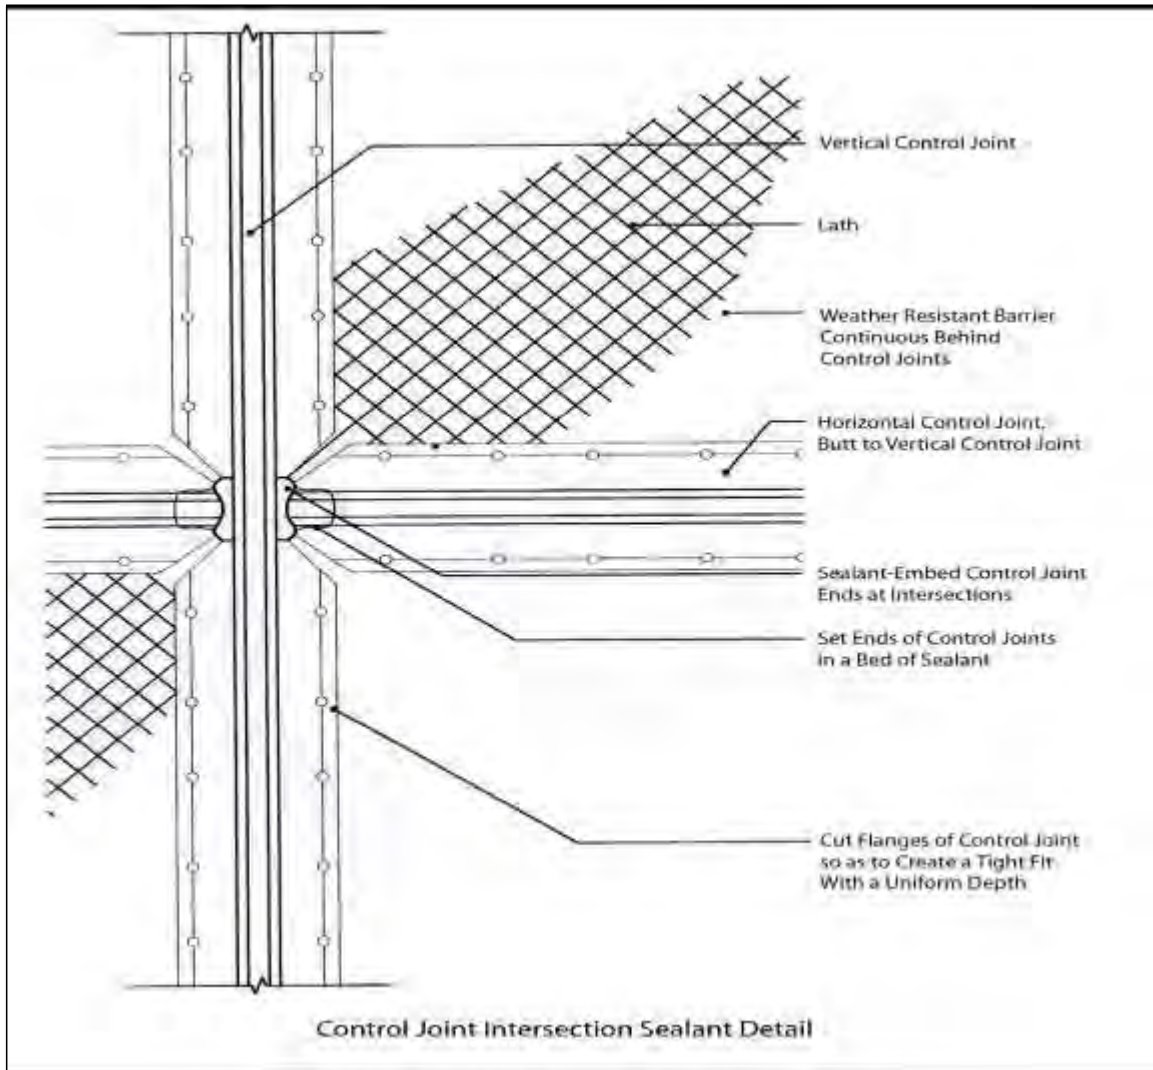 Vertical Control Joint
Lath
Weather Resistant Barrier
Continuous Behind
Control Joints
Horizontal Control Joint,
Butt to Vertical Control Joint
Sealant-Embed Control Joint
Ends at Intersections
Set Ends of Control Joints
in a Bed of Sealant
Cut Flanges of Control Joint
so as to Create a Tight Fit
With a Uniform Depth
Control Joint Intersection Sealant Detail